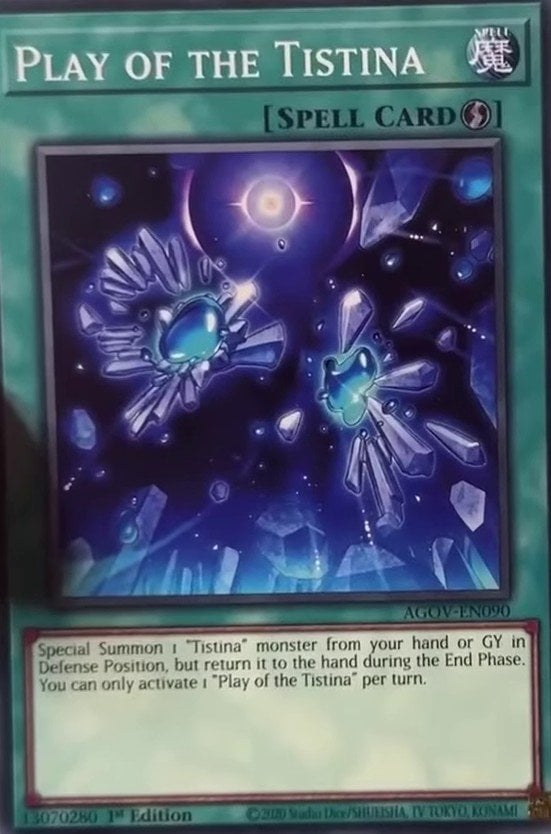 PLAY OF THE TISTINA
SPELL
魔
[SPELL CARD]
AGOV-EN090
Special Summon 1 "Tistina" monster from your hand or GY in
Defense Position, but return it to the hand during the End Phase.
You can only activate 1 "Play of the Tistina" per turn.
13070280 1st Edition ©2020 Studio Dice/SHUEISHA, TV TOKYO, KONAMI